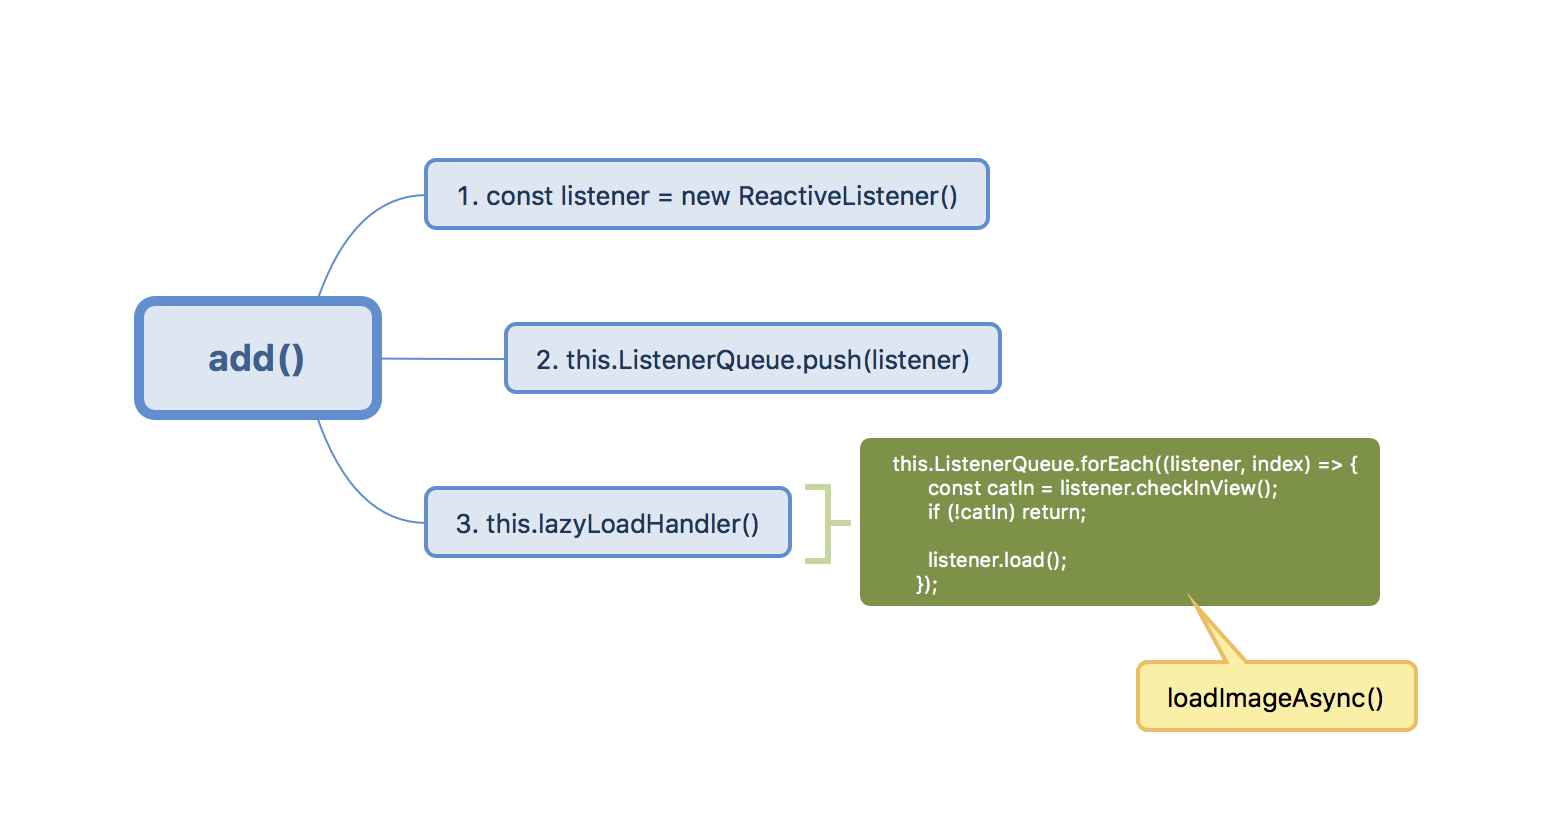 add()
1. const listener = new ReactiveListener()
2. this.ListenerQueue.push(listener)
3. this.lazyLoadHandler()
this.ListenerQueue.forEach((listener, index) => {
const catIn = listener.checkInView();
if (!catIn) return;
listener.load();
});
loadImageAsync()